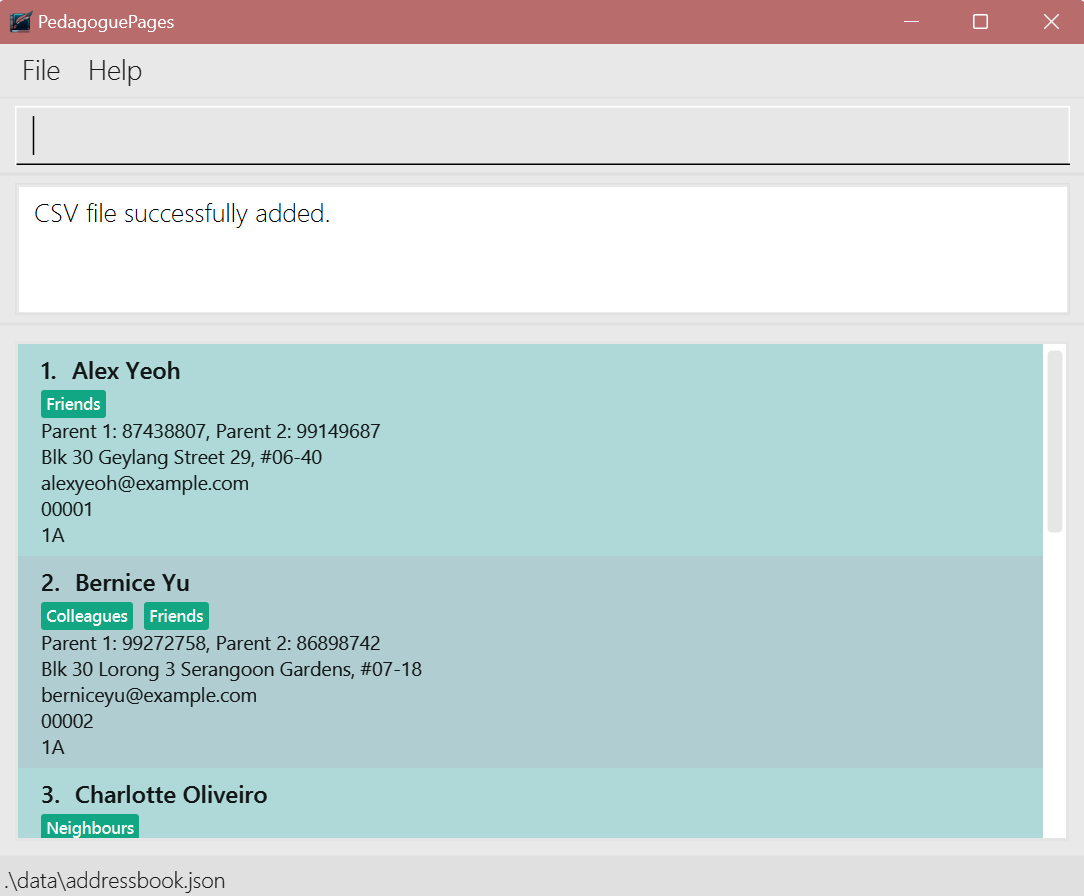 PedagoguePages
File Help
CSV file successfully added.
1. Alex Yeoh
Friends
Parent 1: 87438807, Parent 2: 99149687
Blk 30 Geylang Street 29, #06-40
alexyeoh@example.com
00001
1A
2. Bernice Yu
Colleagues Friends
Parent 1: 99272758, Parent 2: 86898742
Blk 30 Lorong 3 Serangoon Gardens, #07-18
berniceyu@example.com
00002
1A
3. Charlotte Oliveiro
Neighbours
.\data\addressbook.json